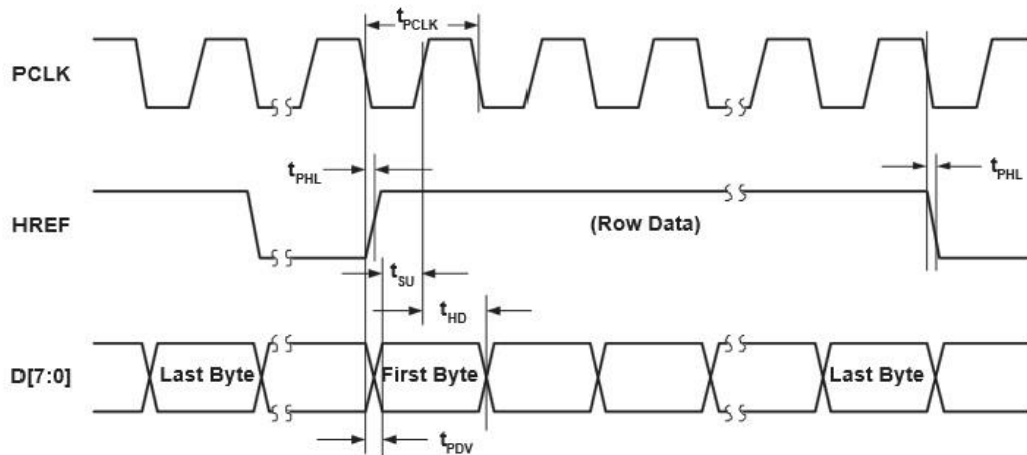 tPCLK
PCLK
tPHL
tPHL
HREF
(Row Data)
tSU
tHD
D[7:0]
Last Byte
First Byte
Last Byte
tPDV